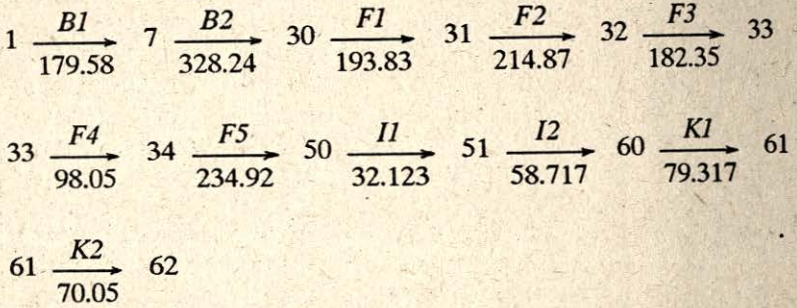 1 B1 179.58 7 B2 328.24 30 F1 193.83 31 F2 214.87 32 F3 182.35 33
33 F4 98.05 34 F5 234.92 50 I1 32.123 51 I2 58.717 60 K1 79.317 61
61 K2 70.05 62